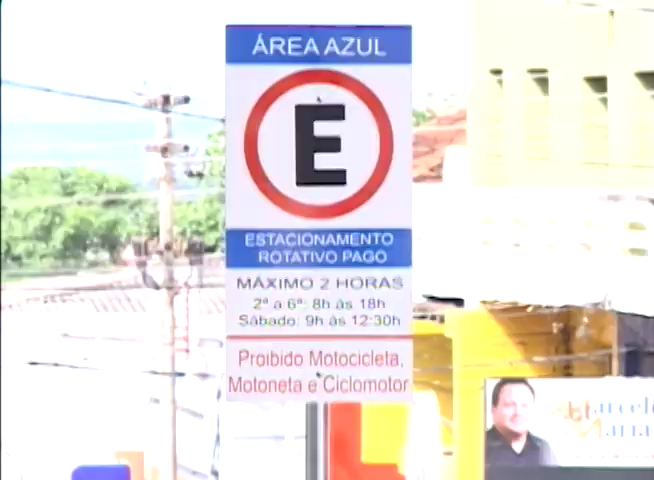 ÁREA AZUL
E
ESTACIONAMENTO
ROTATIVO PAGO
MÁXIMO 2 HORAS
2ª a 6ª: 8h às 18h
Sábado: 9h às 12:30h
Proibido Motocicleta,
Motoneta e Ciclomotor